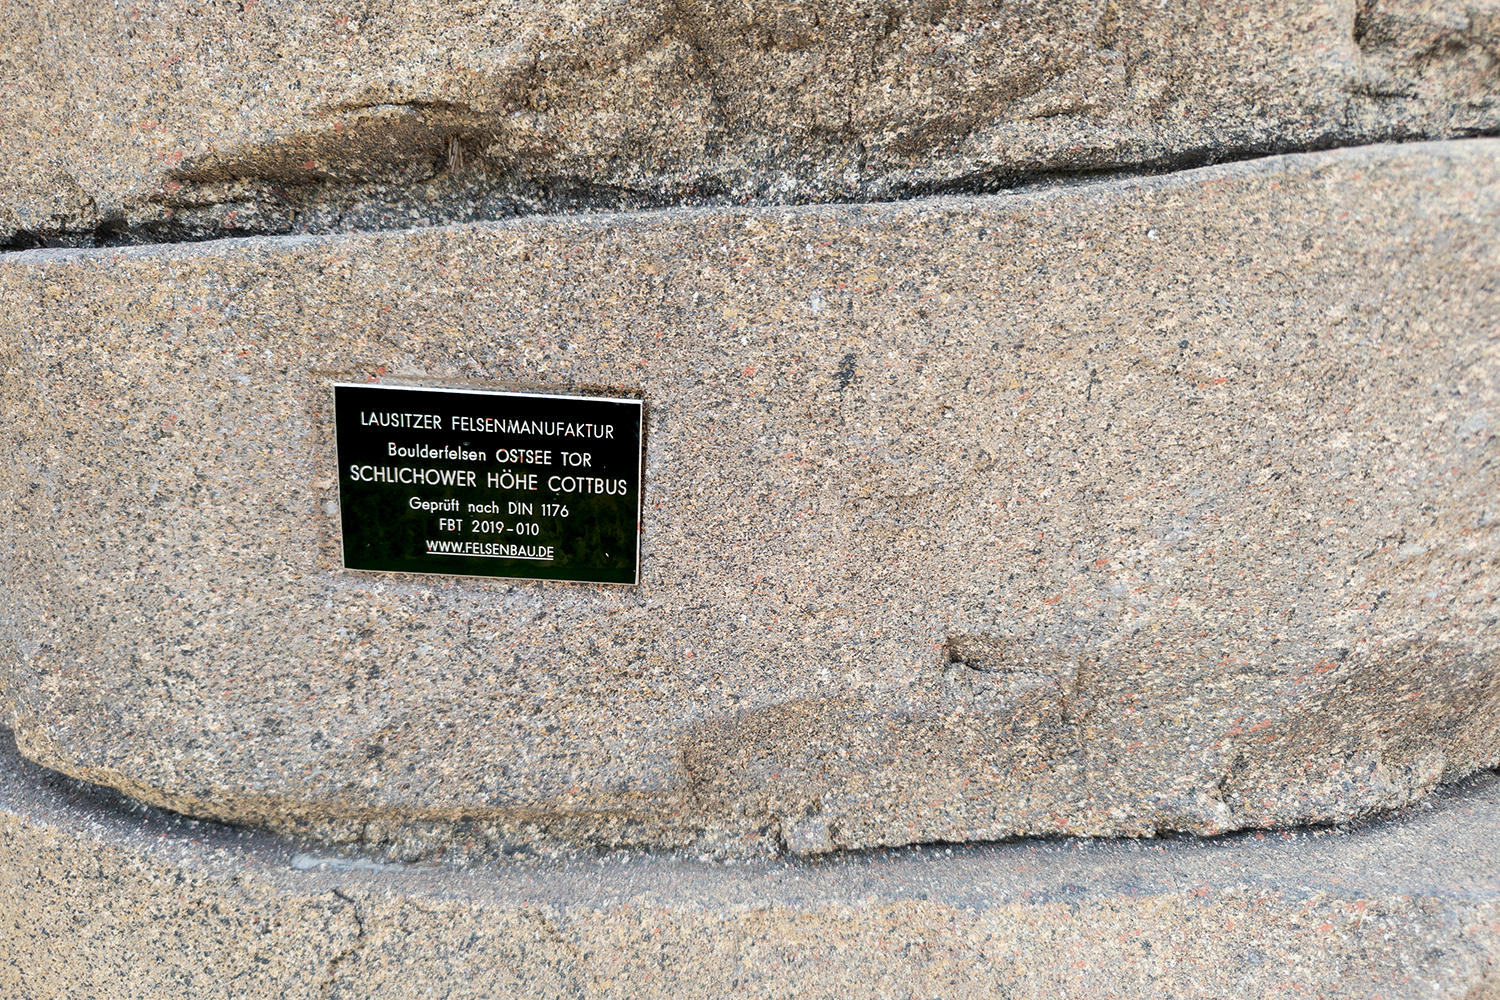 LAUSITZER FELSENMANUFAKTUR
Boulderfelsen OSTSEE TOR
SCHLICHOWER HÖHE COTTBUS
Geprüft nach DIN 1176
FBT 2019-010
WWW.FELSENBAU.DE